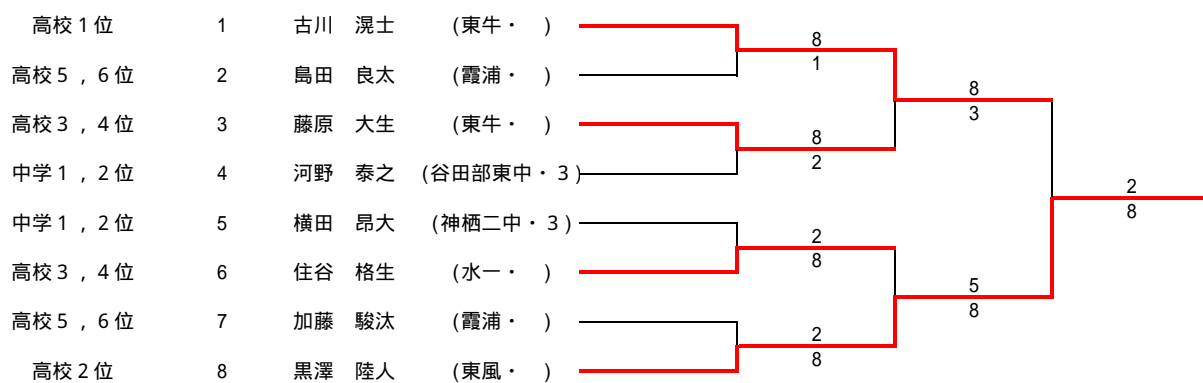 高校１位 1 古川 滉士 (東牛・ )
高校５，６位 2 島田 良太 (霞浦・ )
高校３，４位 3 藤原 大生 (東牛・ )
中学１，２位 4 河野 泰之 (谷田部東中・３)
中学１，２位 5 横田 昂大 (神栖二中・３)
高校３，４位 6 住谷 格生 (水一・ )
高校５，６位 7 加藤 駿汰 (霞浦・ )
高校２位 8 黒澤 陸人 (東風・ )
8
1
8
2
2
8
2
8
8
3
5
8
2
8